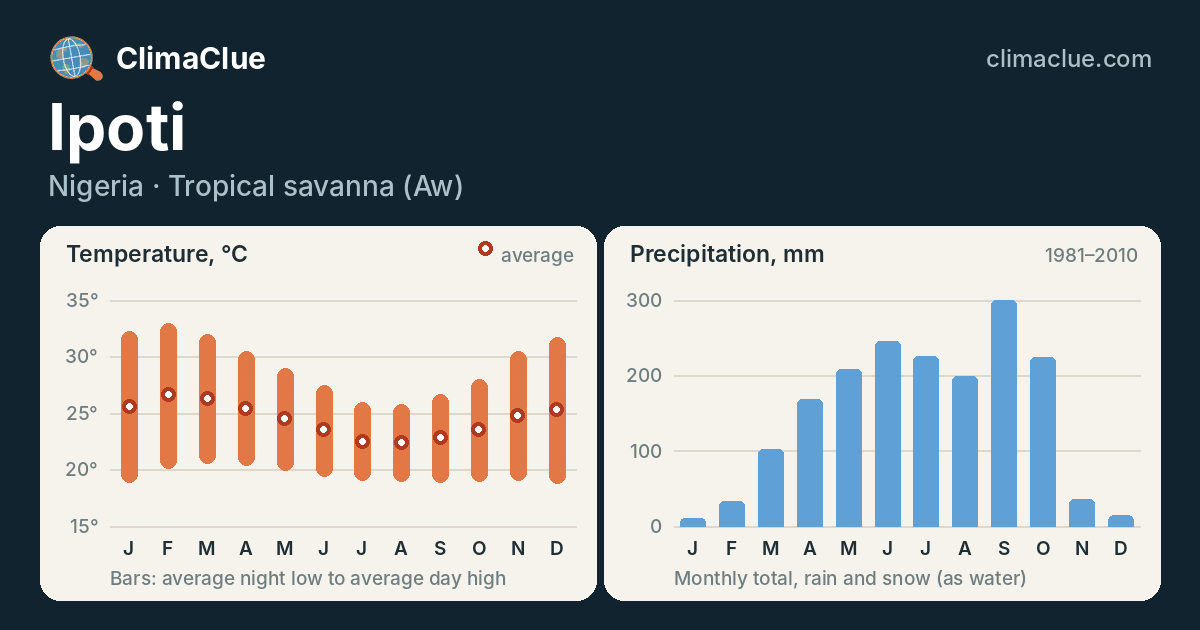 ClimaClue
climaclue.com
Ipoti
Nigeria · Tropical savanna (Aw)
Temperature, °C
average
35°
30°
25°
20°
15°
J F M A M J J A S O N D
Bars: average night low to average day high
Precipitation, mm
1981–2010
300
200
100
0
J F M A M J J A S O N D
Monthly total, rain and snow (as water)